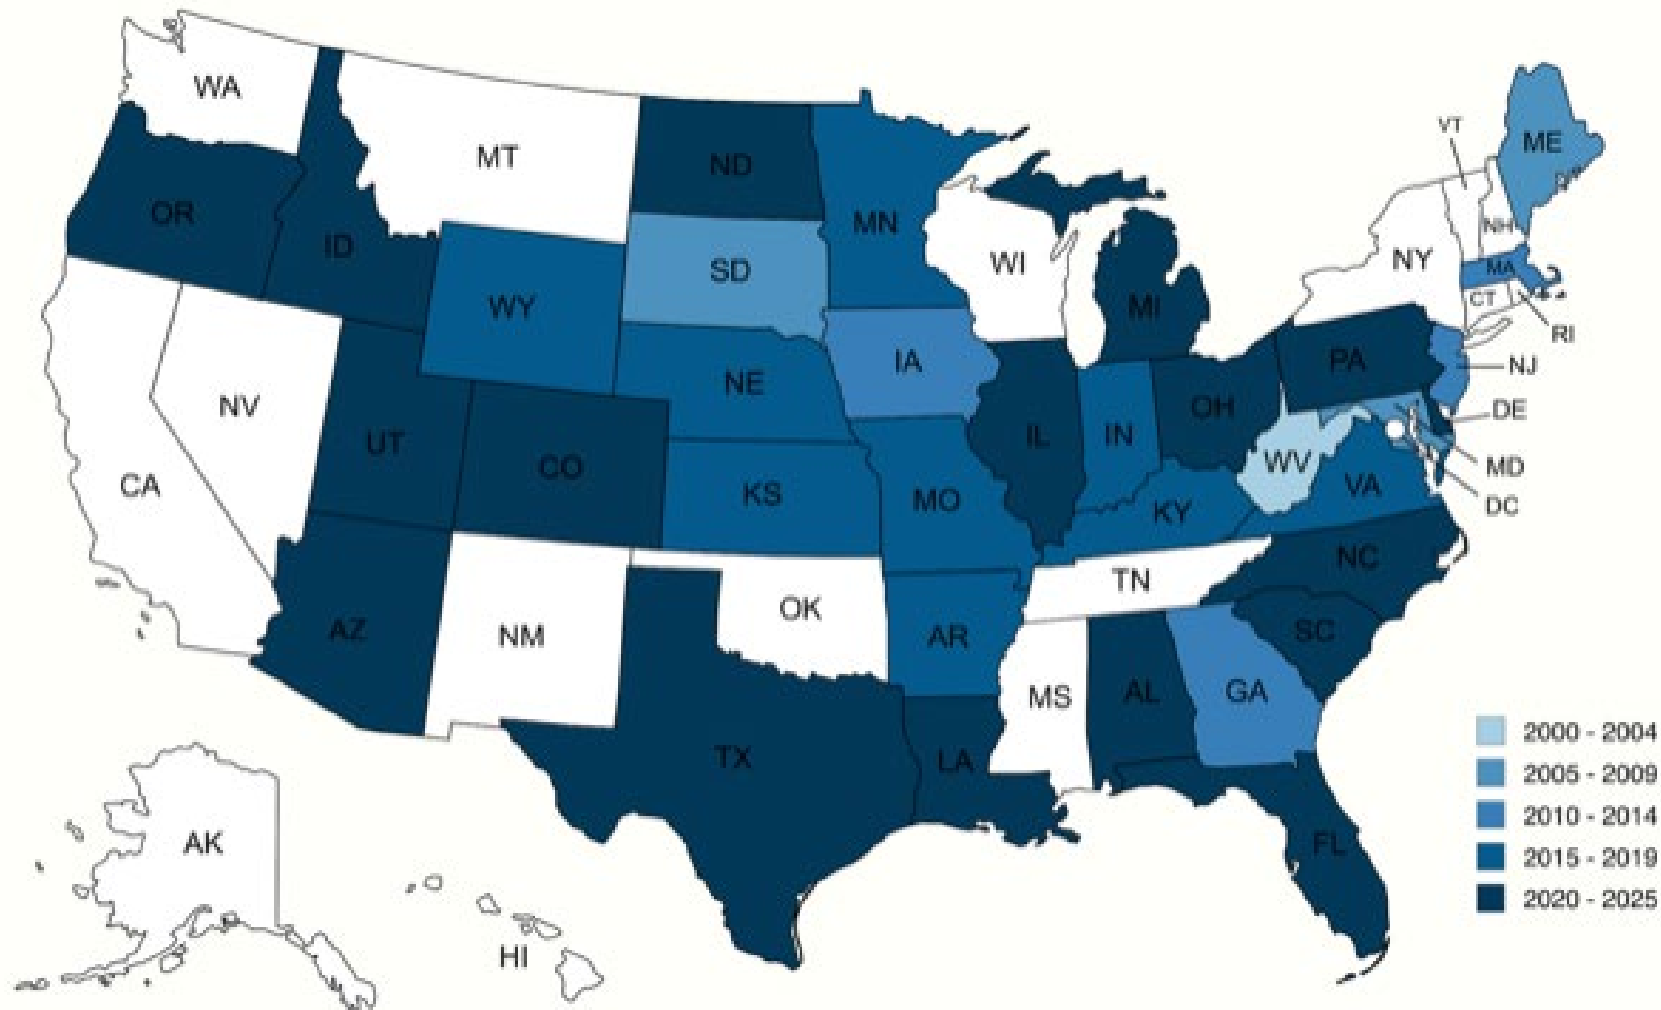 WA
MT
ND
MN
VT
ME
OR
ID
SD
WI
NH
NY
MA
WY
MI
CT
RI
IA
PA
NJ
NE
NV
OH
DE
UT
IL
IN
CO
WV
MD
CA
KS
MO
VA
DC
KY
NC
TN
OK
AZ
NM
AR
SC
MS
AL
GA
TX
LA
FL
AK
HI
2000 - 2004
2005 - 2009
2010 - 2014
2015 - 2019
2020 - 2025